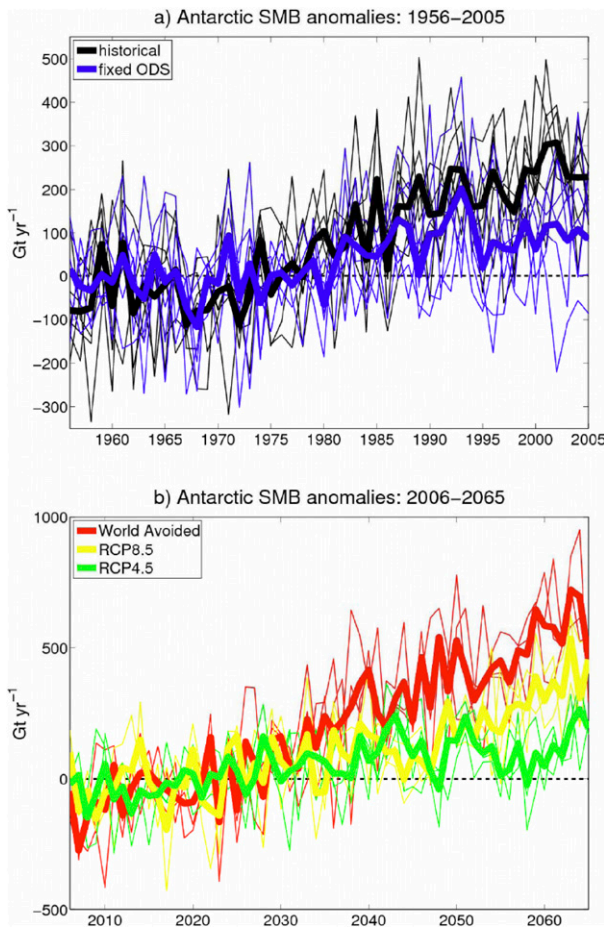 a) Antarctic SMB anomalies: 1956−2005
historical
fixed ODS
500
400
300
200
100
0
−100
−200
−300
Gt yr⁻¹
1960 1965 1970 1975 1980 1985 1990 1995 2000 2005
b) Antarctic SMB anomalies: 2006−2065
World Avoided
RCP8.5
RCP4.5
1000
500
0
−500
Gt yr⁻¹
2010 2020 2030 2040 2050 2060